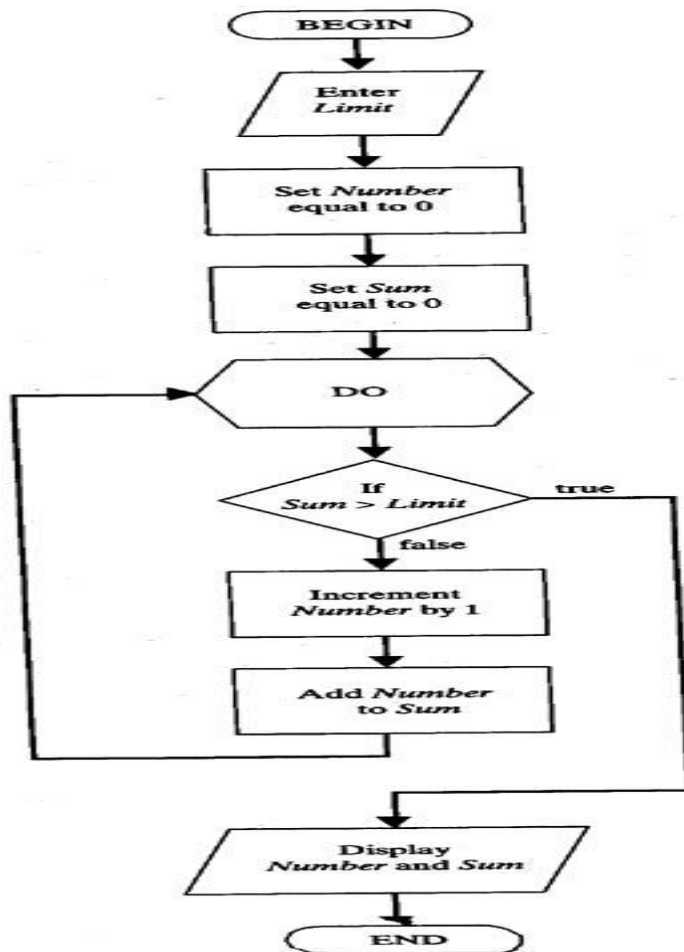 BEGIN
Enter
Limit
Set Number
equal to 0
Set Sum
equal to 0
DO
If
Sum > Limit
true
false
Increment
Number by 1
Add Number
to Sum
Display
Number and Sum
END